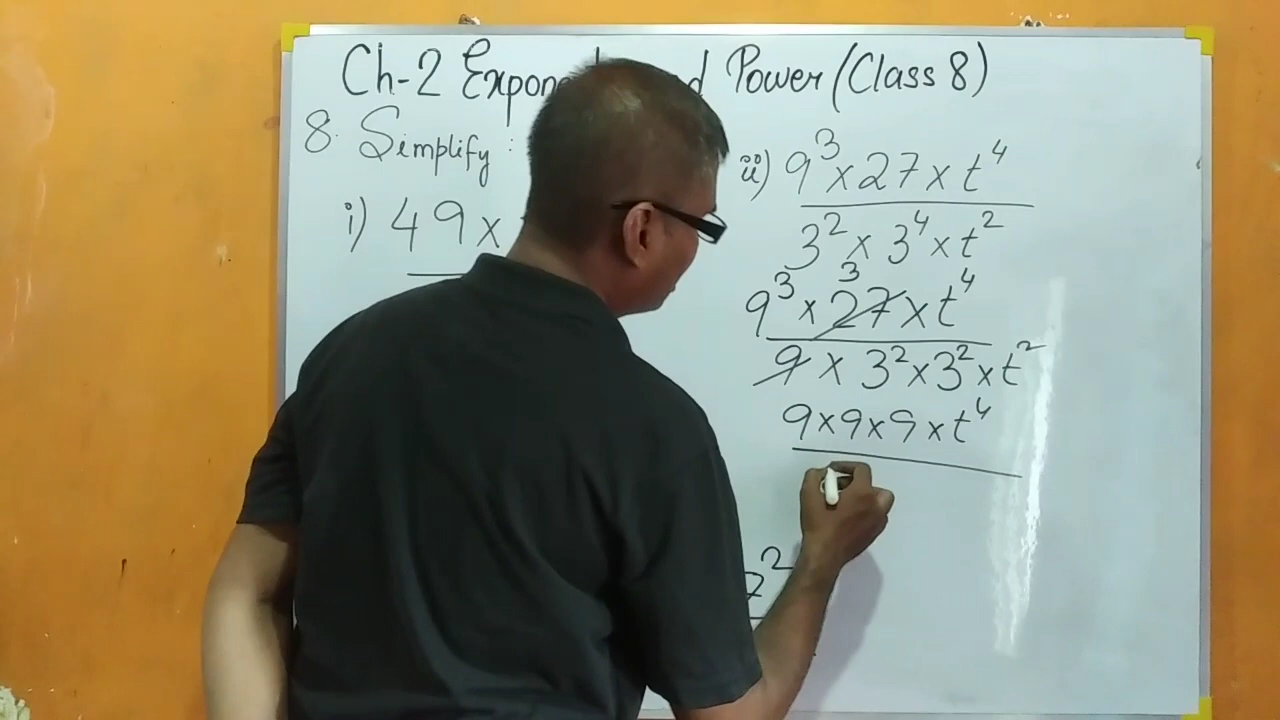 Ch-2 Power (Class 8)
8. Simplify :
i) 49 x
ii) 9³ x 27 x t⁴
3² x 3⁴ x t²
3
9³ x 27 x t⁴
9 x 3² x 3² x t²
9 x 9 x 9 x t⁴